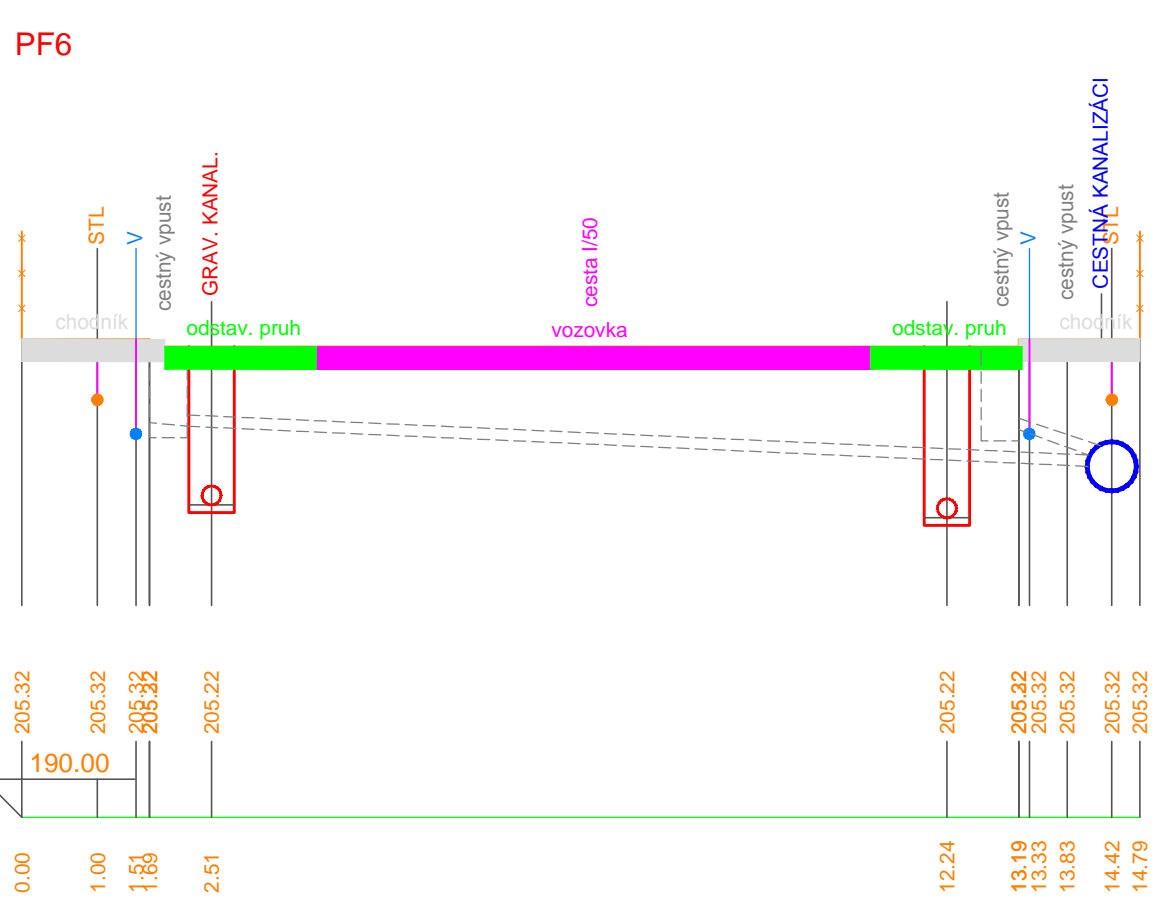 PF6
STL
V
cestný vpust
GRAV. KANAL.
cesta I/50
cestný vpust
V
cestný vpust
CESTNÁ KANALIZÁCI
STL
chodník
odstav. pruh
vozovka
odstav. pruh
chodník
205.32
205.32
205.32
205.32
205.22
205.22
205.32
205.32
205.32
205.32
190.00
0.00
1.00
1.51
1.69
2.51
12.24
13.19
13.33
13.83
14.42
14.79